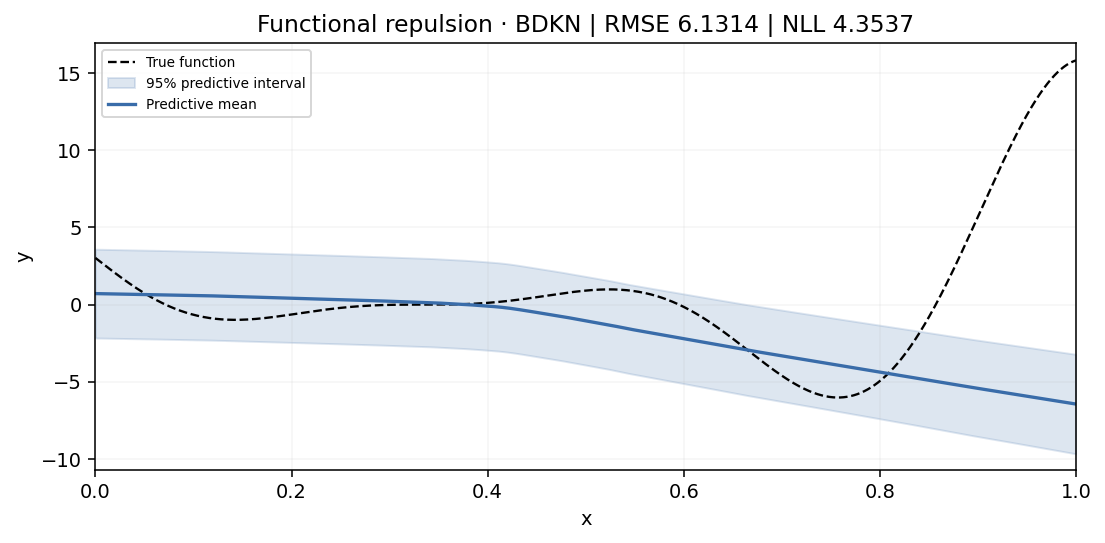 Functional repulsion · BDKN | RMSE 6.1314 | NLL 4.3537
True function
95% predictive interval
Predictive mean
15
10
5
0
−5
−10
y
0.0 0.2 0.4 0.6 0.8 1.0
x